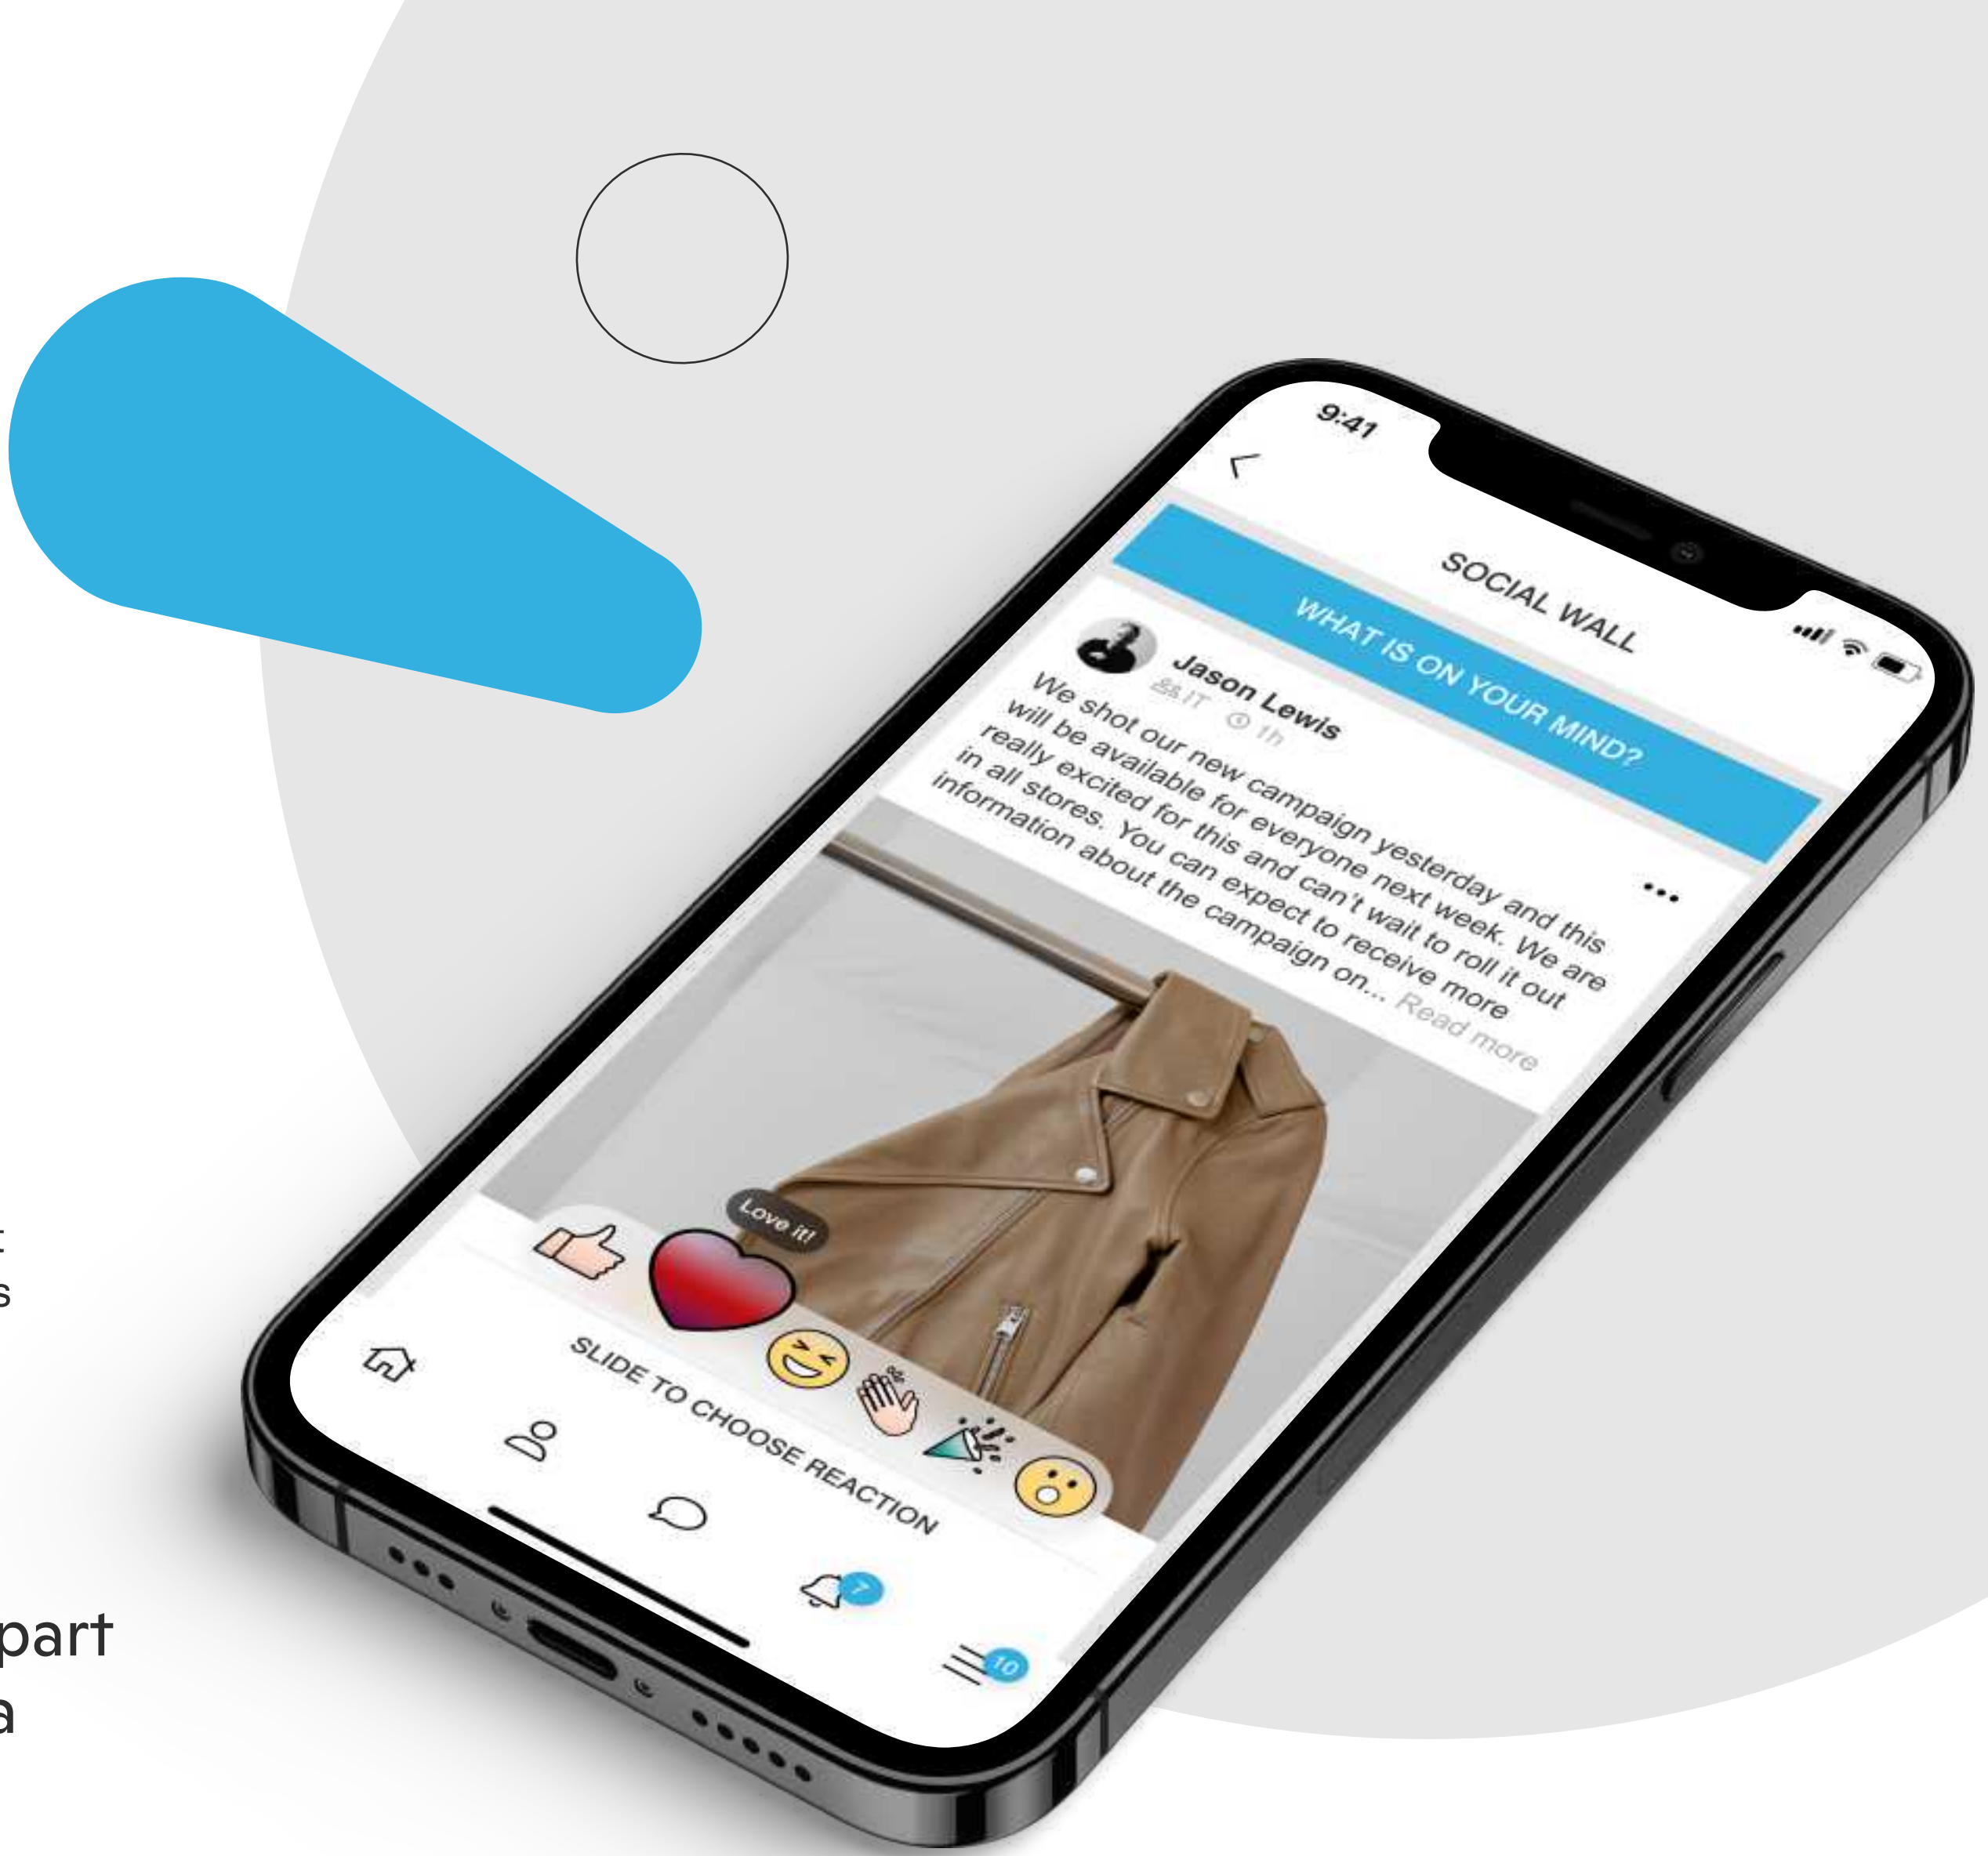 9:41
SOCIAL WALL
WHAT IS ON YOUR MIND?
Jason Lewis
IT 1h
We shot our new campaign yesterday and this
will be available for everyone next week. We are
really excited for this and can't wait to roll it out
in all stores. You can expect to receive more
information about the campaign on... Read more
Love it!
SLIDE TO CHOOSE REACTION
7
10
part
a